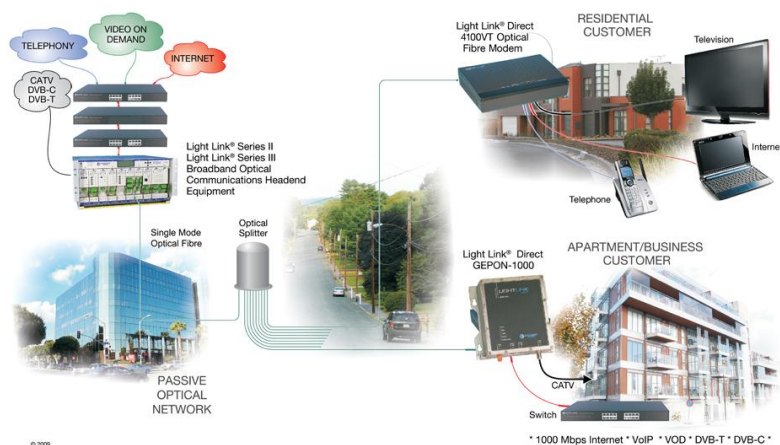 TELEPHONY
VIDEO ON
DEMAND
INTERNET
CATV
DVB-C
DVB-T
Light Link® Series II
Light Link® Series III
Broadband Optical
Communications Headend
Equipment
Single Mode
Optical Fibre
Optical
Splitter
PASSIVE
OPTICAL
NETWORK
Light Link® Direct
4100VT Optical
Fibre Modem
RESIDENTIAL
CUSTOMER
Television
Interne
Telephone
Light Link® Direct
GEPON-1000
APARTMENT/BUSINESS
CUSTOMER
LIGHTLINK
CATV
Switch
* 1000 Mbps Internet * VoIP * VOD * DVB-T * DVB-C *
© 2009